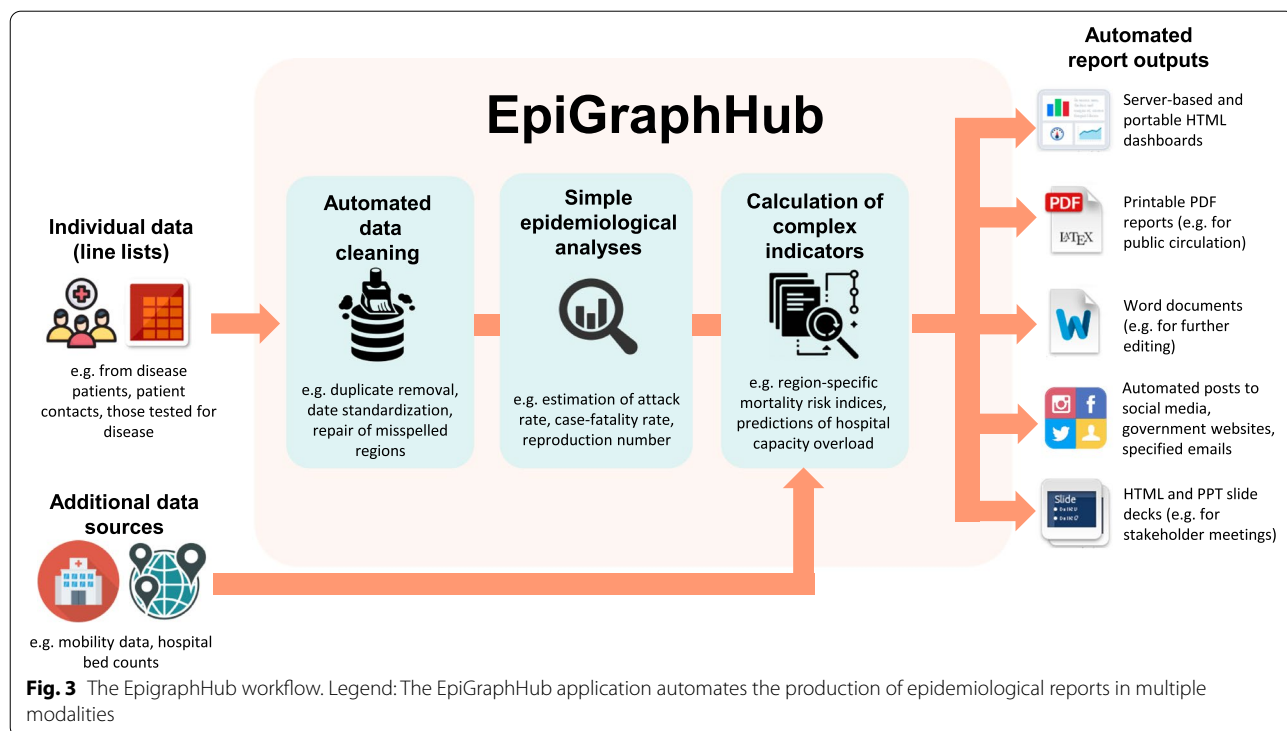 EpiGraphHub
Individual data
(line lists)
e.g. from disease
patients, patient
contacts, those tested for
disease
Additional data
sources
e.g. mobility data, hospital
bed counts
Automated
data
cleaning
e.g. duplicate removal,
date standardization,
repair of misspelled
regions
Simple
epidemiological
analyses
e.g. estimation of attack
rate, case-fatality rate,
reproduction number
Calculation of
complex
indicators
e.g. region-specific
mortality risk indices,
predictions of hospital
capacity overload
Automated
report outputs
Server-based and
portable HTML
dashboards
PDF
LATEX
Printable PDF
reports (e.g. for
public circulation)
W
Word documents
(e.g. for further
editing)
f
Automated posts to
social media,
government websites,
specified emails
Slide
HTML and PPT slide
decks (e.g. for
stakeholder meetings)
Fig. 3 The EpigraphHub workflow. Legend: The EpiGraphHub application automates the production of epidemiological reports in multiple
modalities